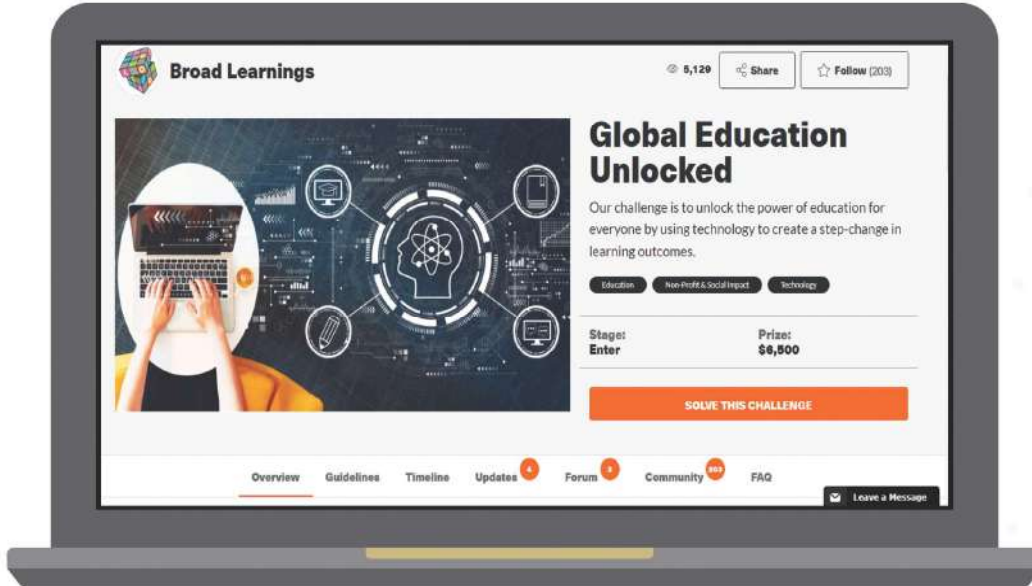 Broad Learnings
5,129
Share
Follow (203)
Global Education
Unlocked
Our challenge is to unlock the power of education for
everyone by using technology to create a step-change in
learning outcomes.
Education
Non-Profit & Social Impact
Technology
Stage:
Enter
Prize:
$6,500
SOLVE THIS CHALLENGE
Overview
Guidelines
Timeline
Updates
4
Forum
3
Community
FAQ
Leave a Message